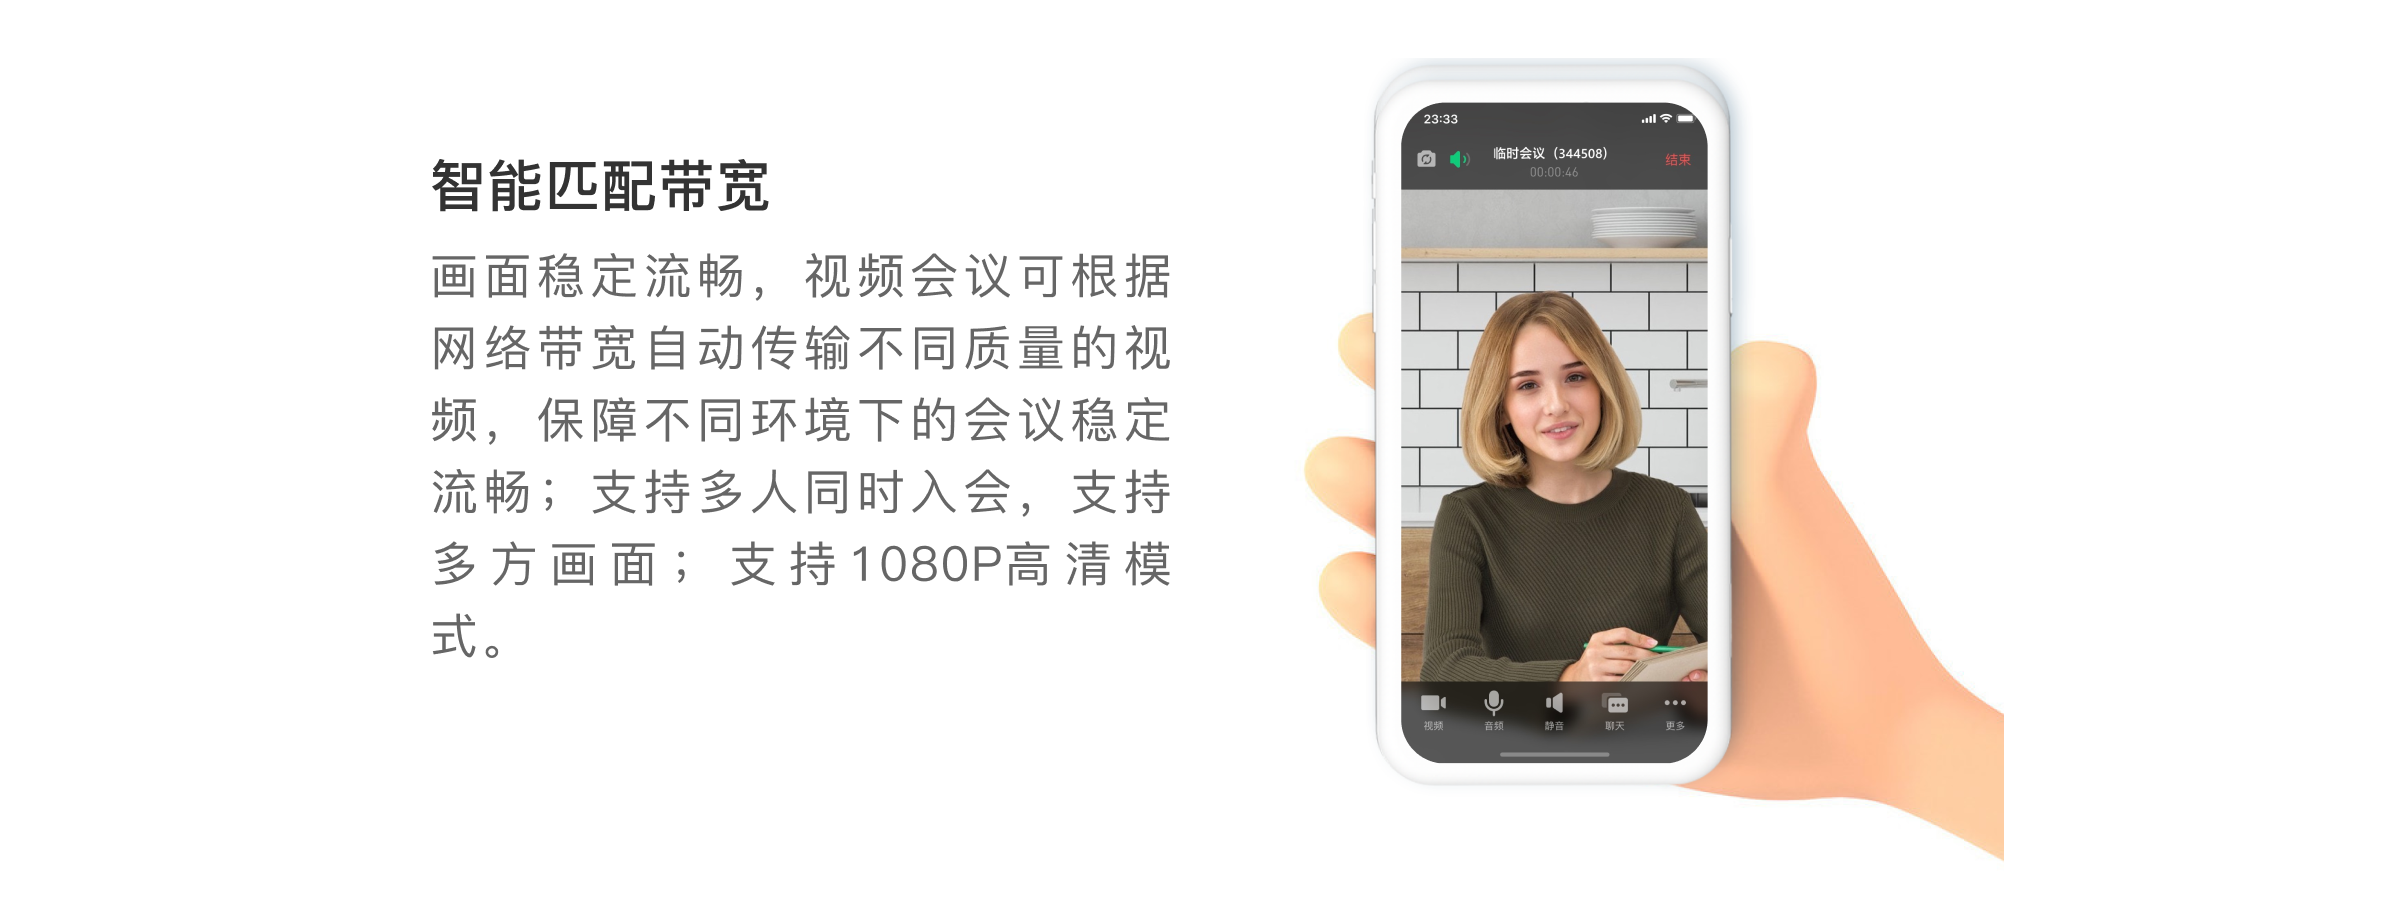 智能匹配带宽
画面稳定流畅，视频会议可根据
网络带宽自动传输不同质量的视
频，保障不同环境下的会议稳定
流畅；支持多人同时入会，支持
多方画面；支持1080P高清模
式。
23:33
临时会议（344508）
结束
00:00:46
视频 音频 静音 聊天 更多